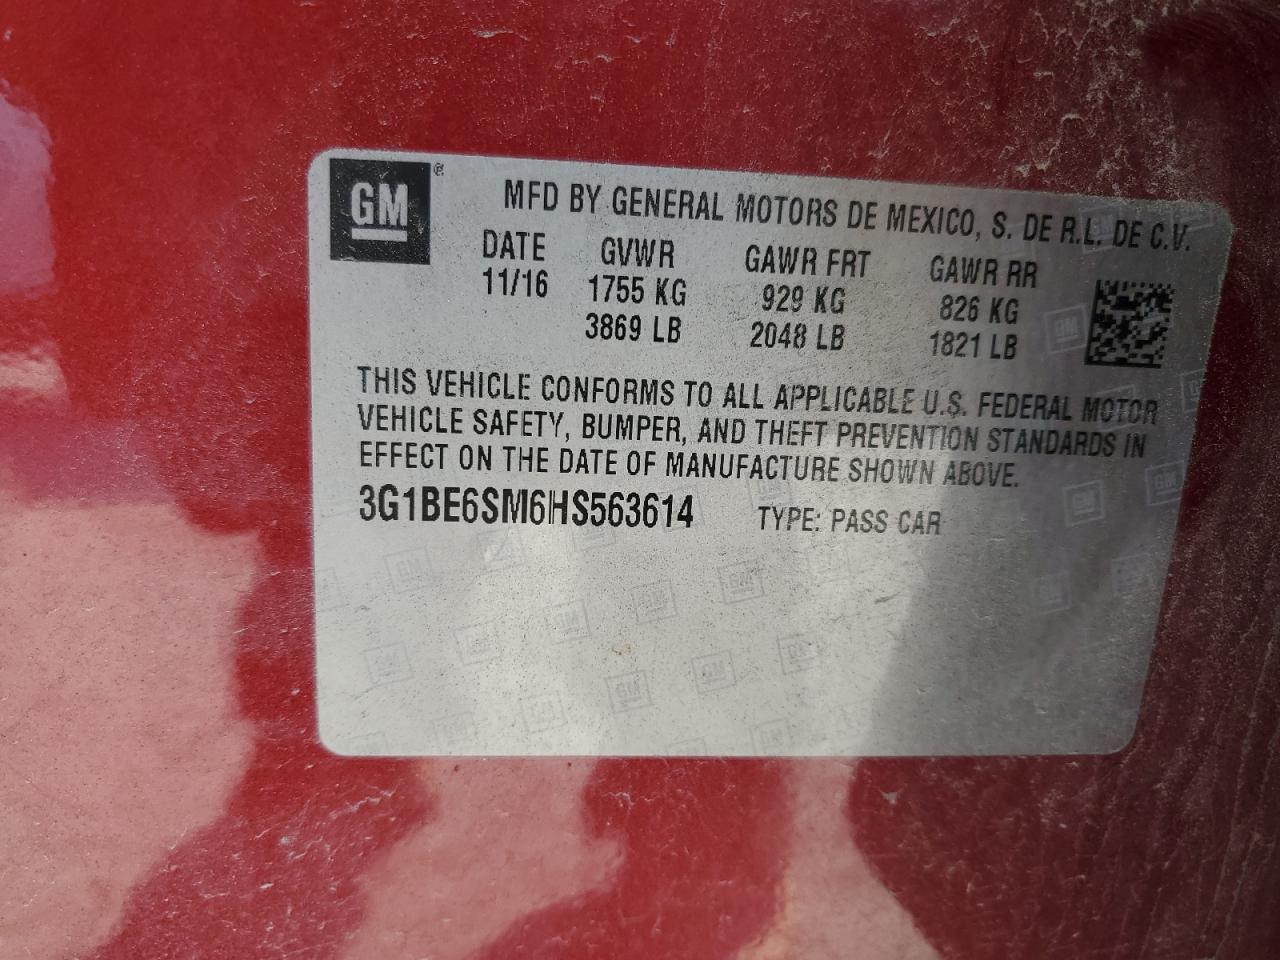 GM
MFD BY GENERAL MOTORS DE MEXICO, S. DE R.L. DE C.V.
DATE GVWR GAWR FRT GAWR RR
11/16 1755 KG 929 KG 826 KG
3869 LB 2048 LB 1821 LB
THIS VEHICLE CONFORMS TO ALL APPLICABLE U.S. FEDERAL MOTOR
VEHICLE SAFETY, BUMPER, AND THEFT PREVENTION STANDARDS IN
EFFECT ON THE DATE OF MANUFACTURE SHOWN ABOVE.
3G1BE6SM6HS563614 TYPE: PASS CAR